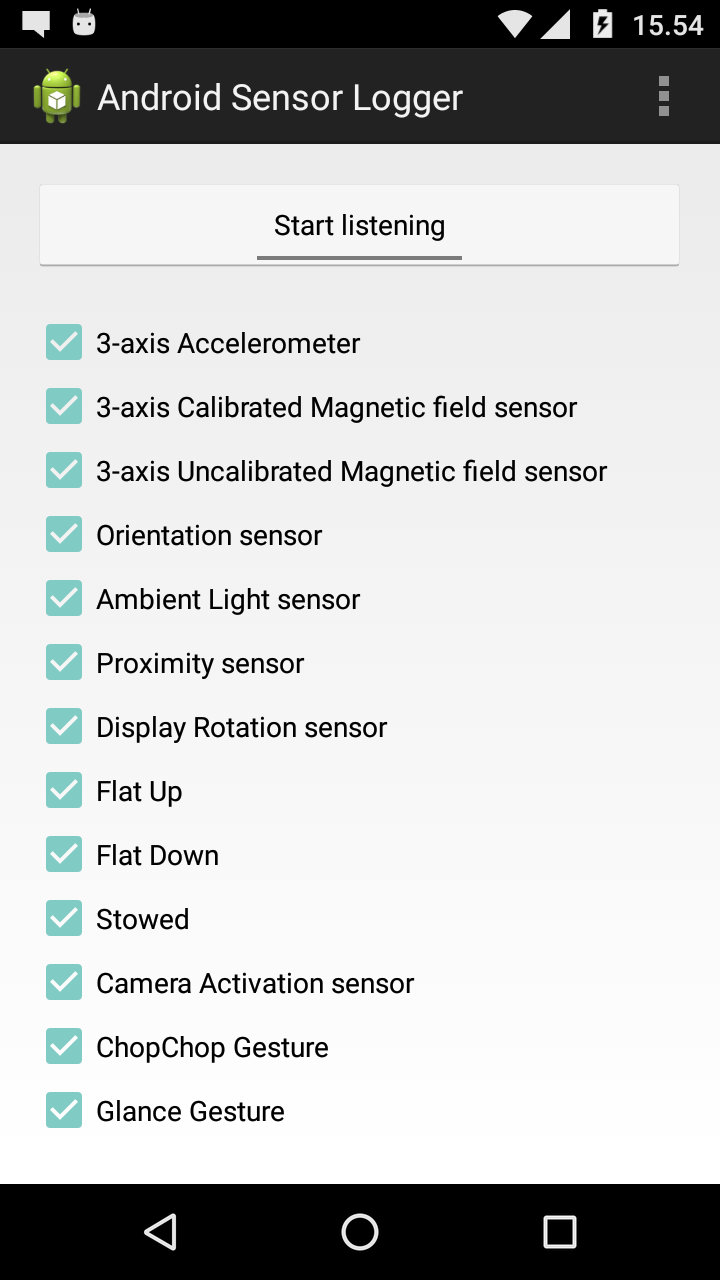 15.54
Android Sensor Logger
Start listening
3-axis Accelerometer
3-axis Calibrated Magnetic field sensor
3-axis Uncalibrated Magnetic field sensor
Orientation sensor
Ambient Light sensor
Proximity sensor
Display Rotation sensor
Flat Up
Flat Down
Stowed
Camera Activation sensor
ChopChop Gesture
Glance Gesture